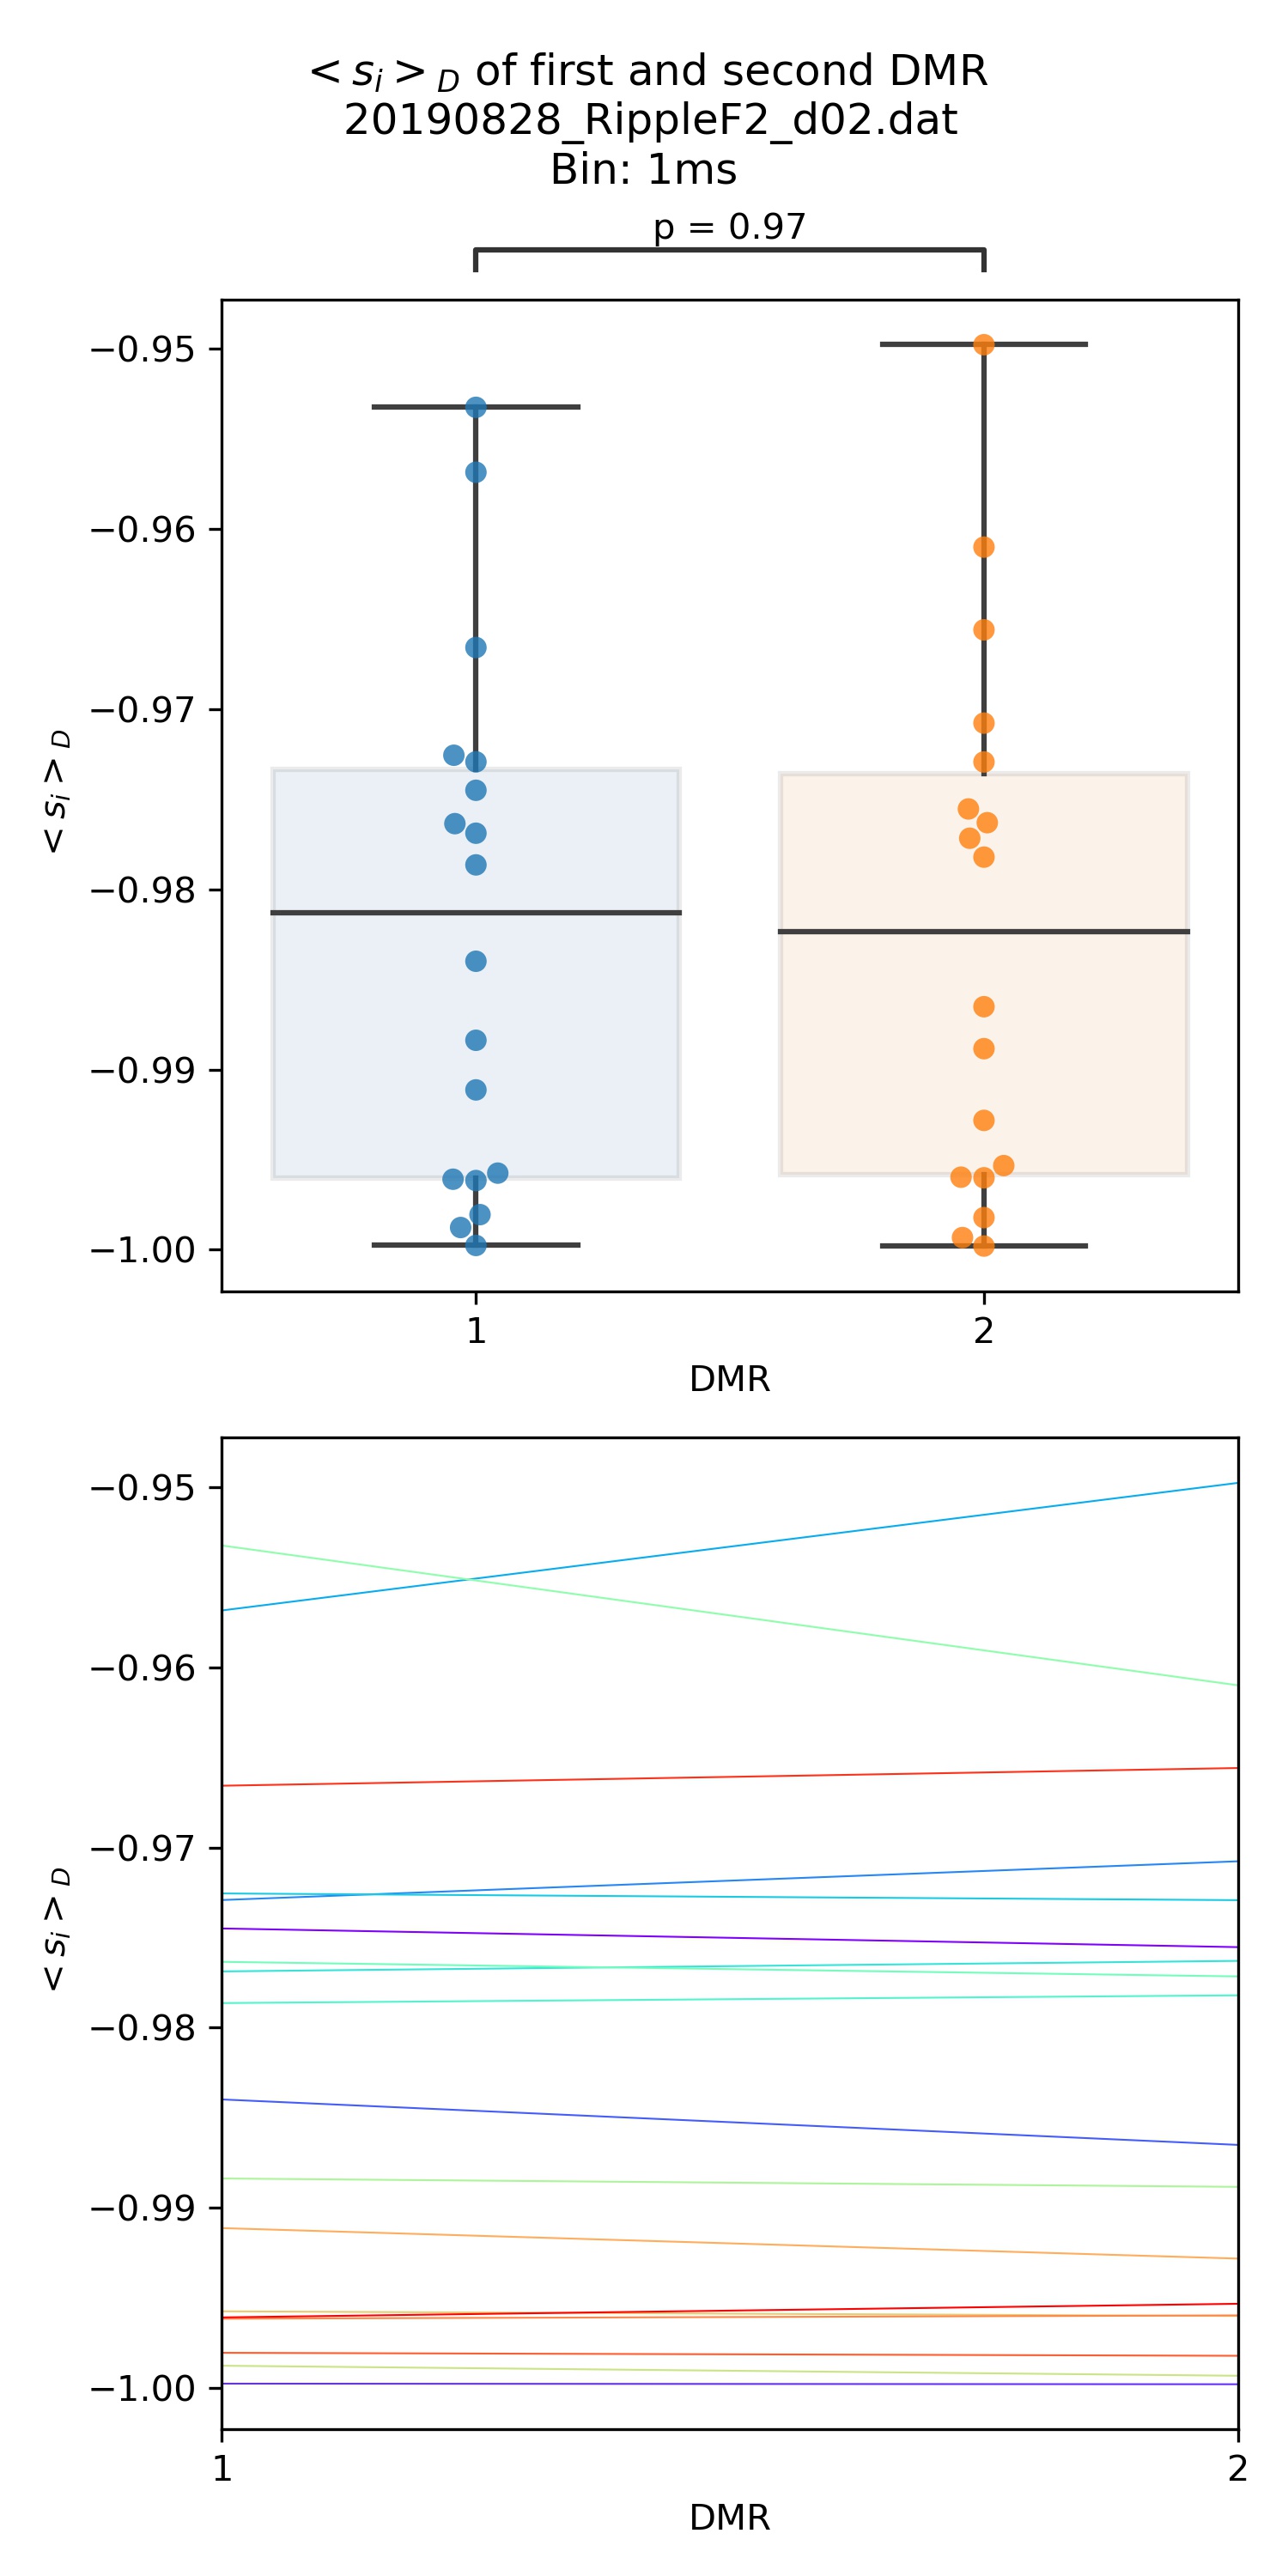 < s_i >_D of first and second DMR
20190828_RippleF2_d02.dat
Bin: 1ms
p = 0.97
−0.95
−0.96
−0.97
−0.98
−0.99
−1.00
< s_i >_D
1
2
DMR
−0.95
−0.96
−0.97
−0.98
−0.99
−1.00
< s_i >_D
1
2
DMR